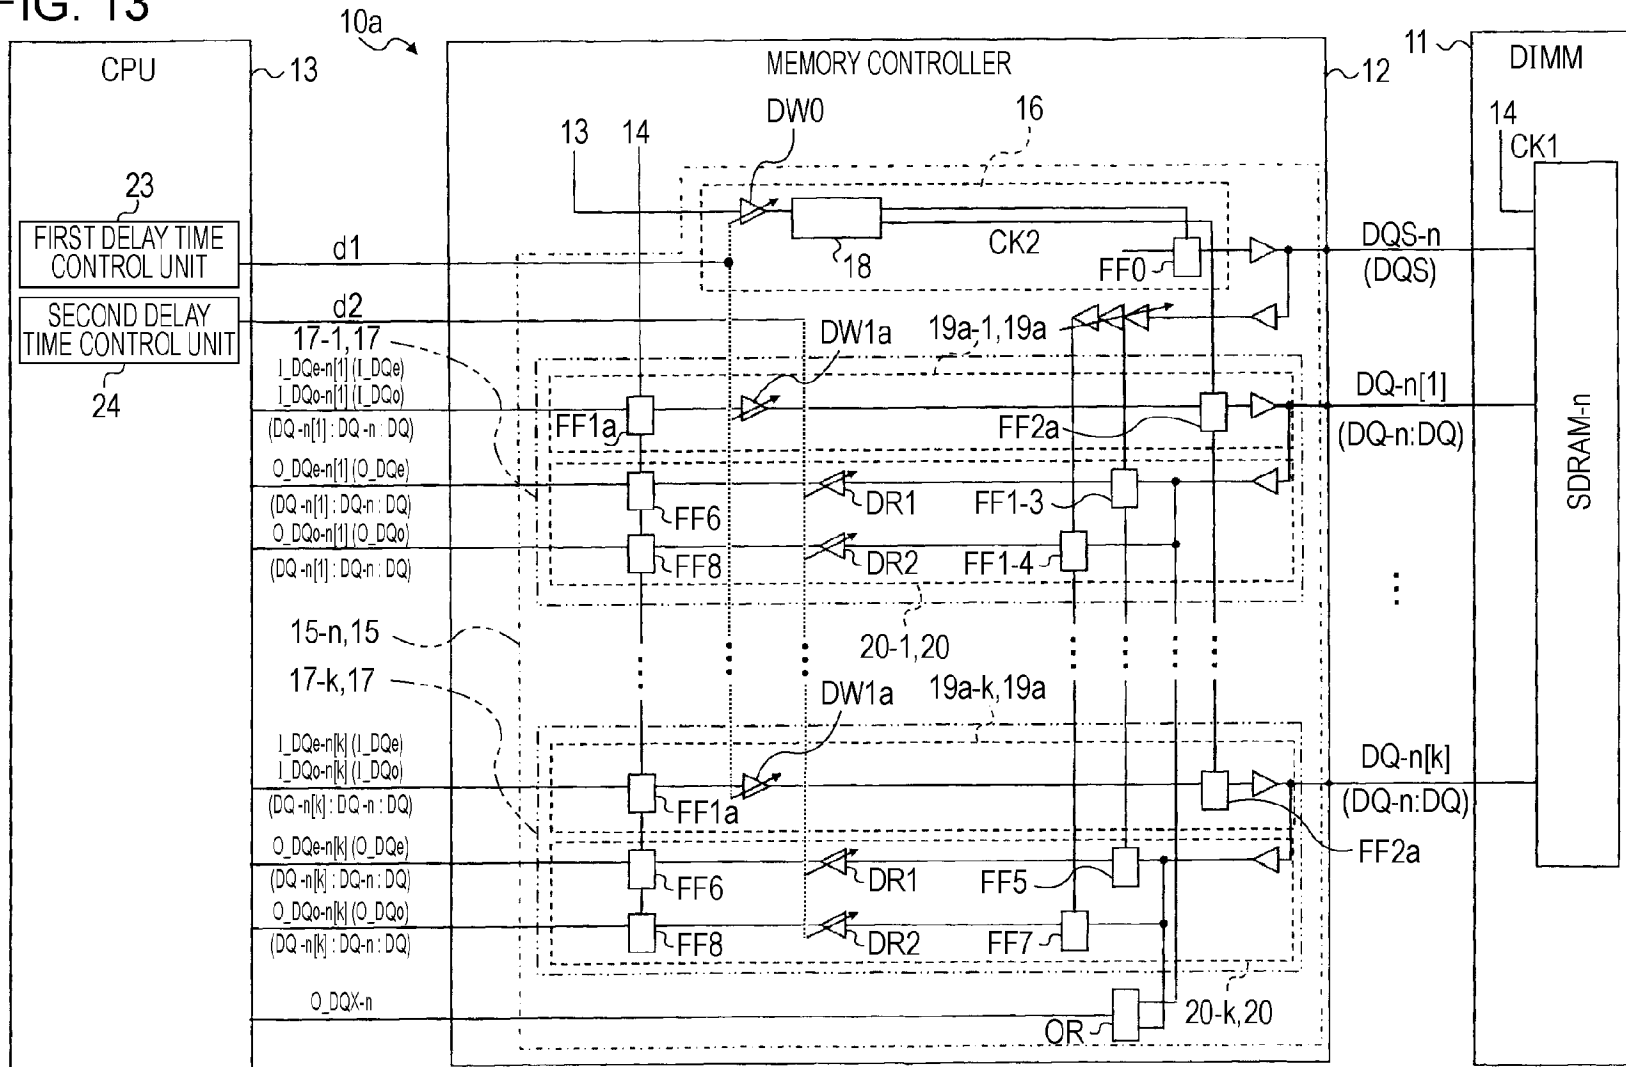 FIG. 13
10a
CPU
13
MEMORY CONTROLLER
12
11
DIMM
DW0
16
13
14
14
CK1
23
FIRST DELAY TIME
CONTROL UNIT
d1
18
CK2
FF0
DQS-n
(DQS)
SECOND DELAY
TIME CONTROL UNIT
d2
24
17-1,17
DW1a
19a-1,19a
I_DQe-n[1] (I_DQe)
I_DQo-n[1] (I_DQo)
(DQ-n[1] : DQ-n : DQ)
FF1a
FF2a
DQ-n[1]
(DQ-n:DQ)
SDRAM-n
O_DQe-n[1] (O_DQe)
(DQ-n[1] : DQ-n : DQ)
FF6
DR1
FF1-3
O_DQo-n[1] (O_DQo)
(DQ-n[1] : DQ-n : DQ)
FF8
DR2
FF1-4
15-n,15
20-1,20
17-k,17
DW1a
19a-k,19a
I_DQe-n[k] (I_DQe)
I_DQo-n[k] (I_DQo)
(DQ-n[k] : DQ-n : DQ)
FF1a
DQ-n[k]
(DQ-n:DQ)
FF2a
O_DQe-n[k] (O_DQe)
(DQ-n[k] : DQ-n : DQ)
FF6
DR1
FF5
O_DQo-n[k] (O_DQo)
(DQ-n[k] : DQ-n : DQ)
FF8
DR2
FF7
O_DQX-n
OR
20-k,20